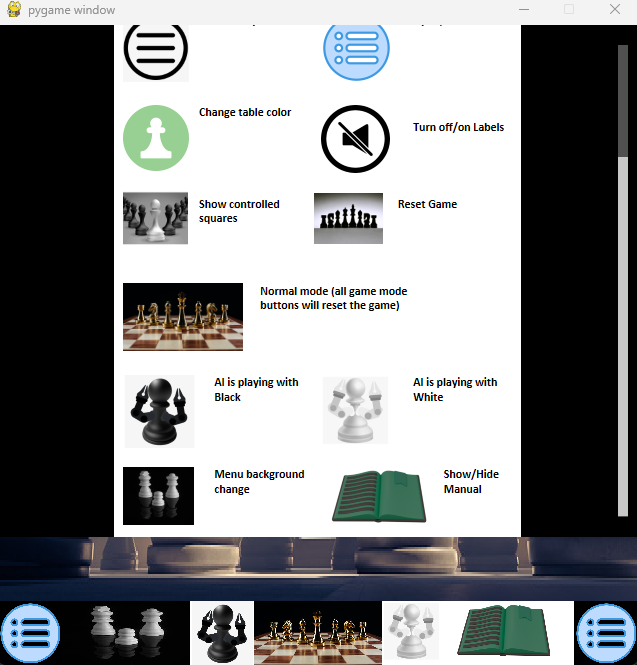 pygame window
Change table color
Turn off/on Labels
Show controlled
squares
Reset Game
Normal mode (all game mode
buttons will reset the game)
AI is playing with
Black
AI is playing with
White
Menu background
change
Show/Hide
Manual